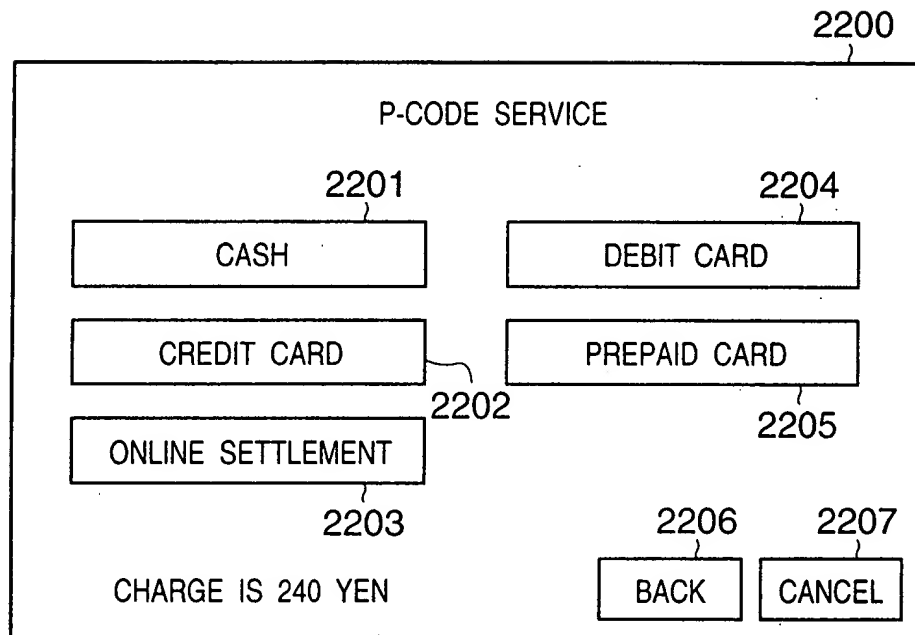 2200
P-CODE SERVICE
2201
2204
CASH
DEBIT CARD
CREDIT CARD
PREPAID CARD
2202
2205
ONLINE SETTLEMENT
2203
2206
2207
CHARGE IS 240 YEN
BACK
CANCEL